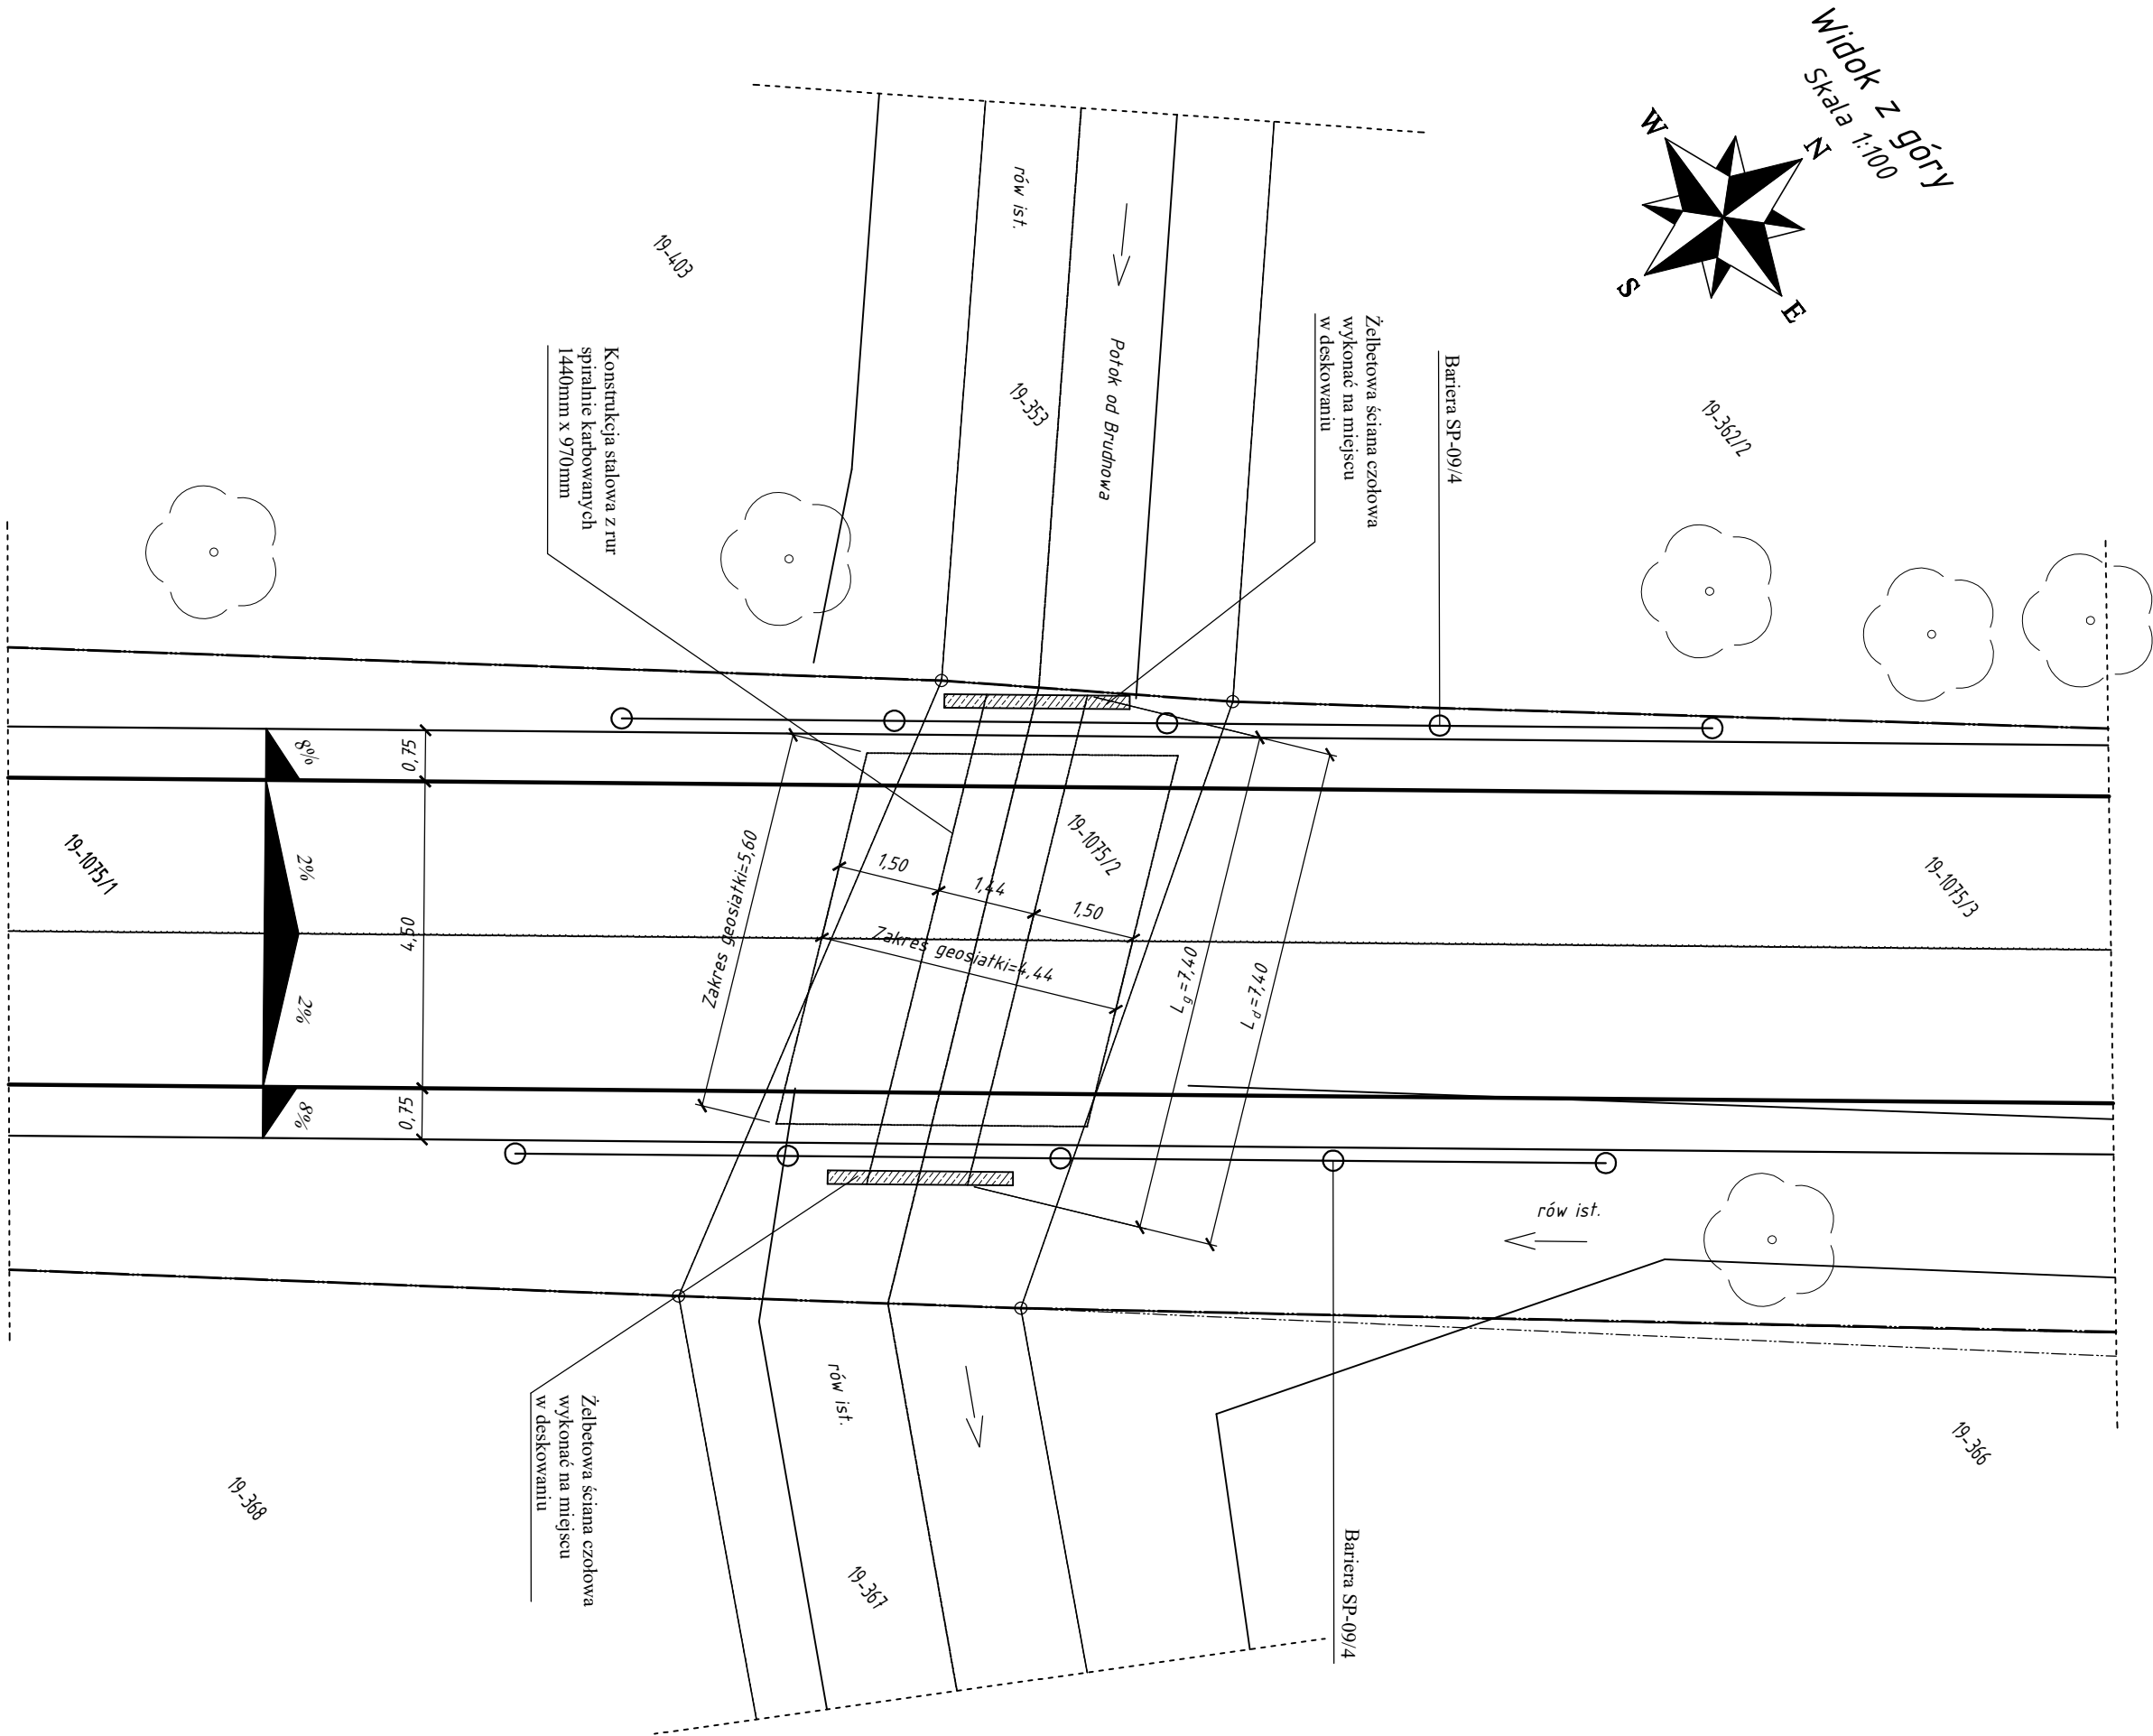 Widok z góry
Skala 1:100
W
N
S
E
rów ist.
19-403
Potok od Brudnowa
19-353
Żelbetowa ściana czołowa
wykonać na miejscu
w deskowaniu
Bariera SP-09/4
19-362/2
Konstrukcja stalowa z rur
spiralnie karbowanych
1440mm x 970mm
8%
0,75
2%
4,50
2%
8%
0,75
19-1075/1
Zakres geosiatki=5,60
1,50
1,44
1,50
19-1075/2
Zakres geosiatki=4,44
Lg=7,40
Ld=7,40
19-1075/3
rów ist.
rów ist.
Żelbetowa ściana czołowa
wykonać na miejscu
w deskowaniu
19-368
19-367
Bariera SP-09/4
19-366